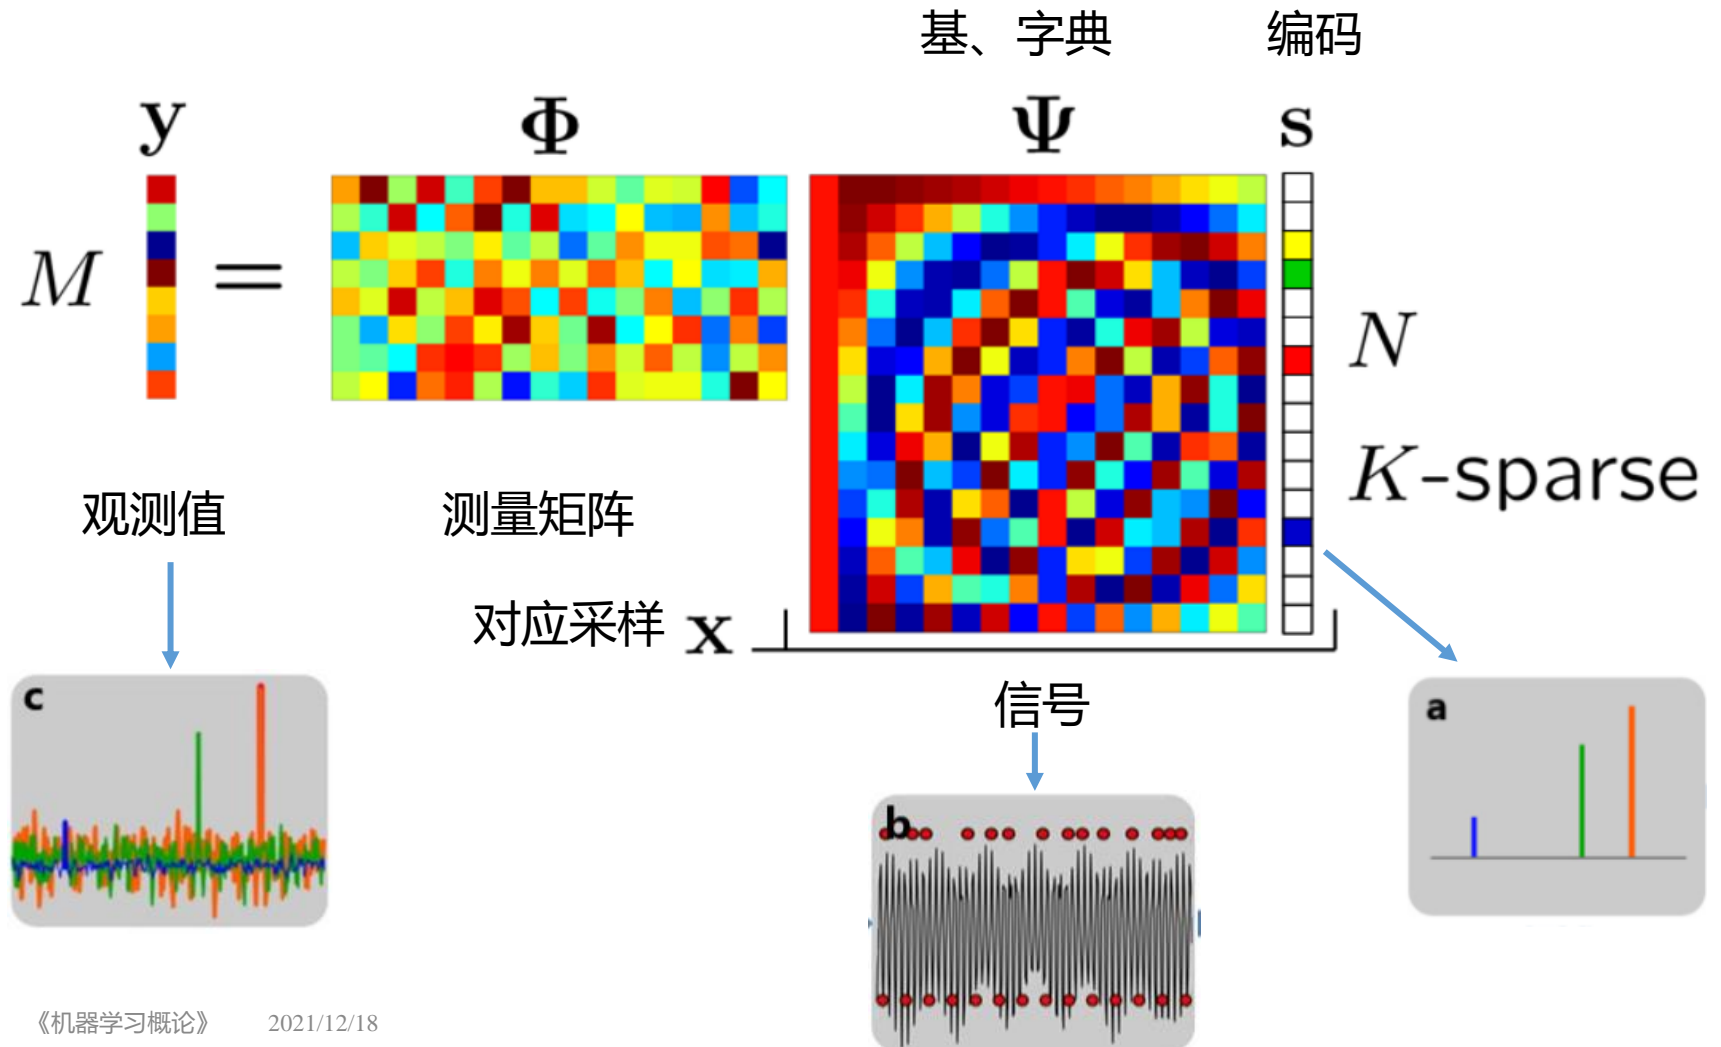 基、字典 编码
y Φ Ψ s
M =
N
K-sparse
观测值 测量矩阵
对应采样 x
信号
c
a
b
《机器学习概论》 2021/12/18